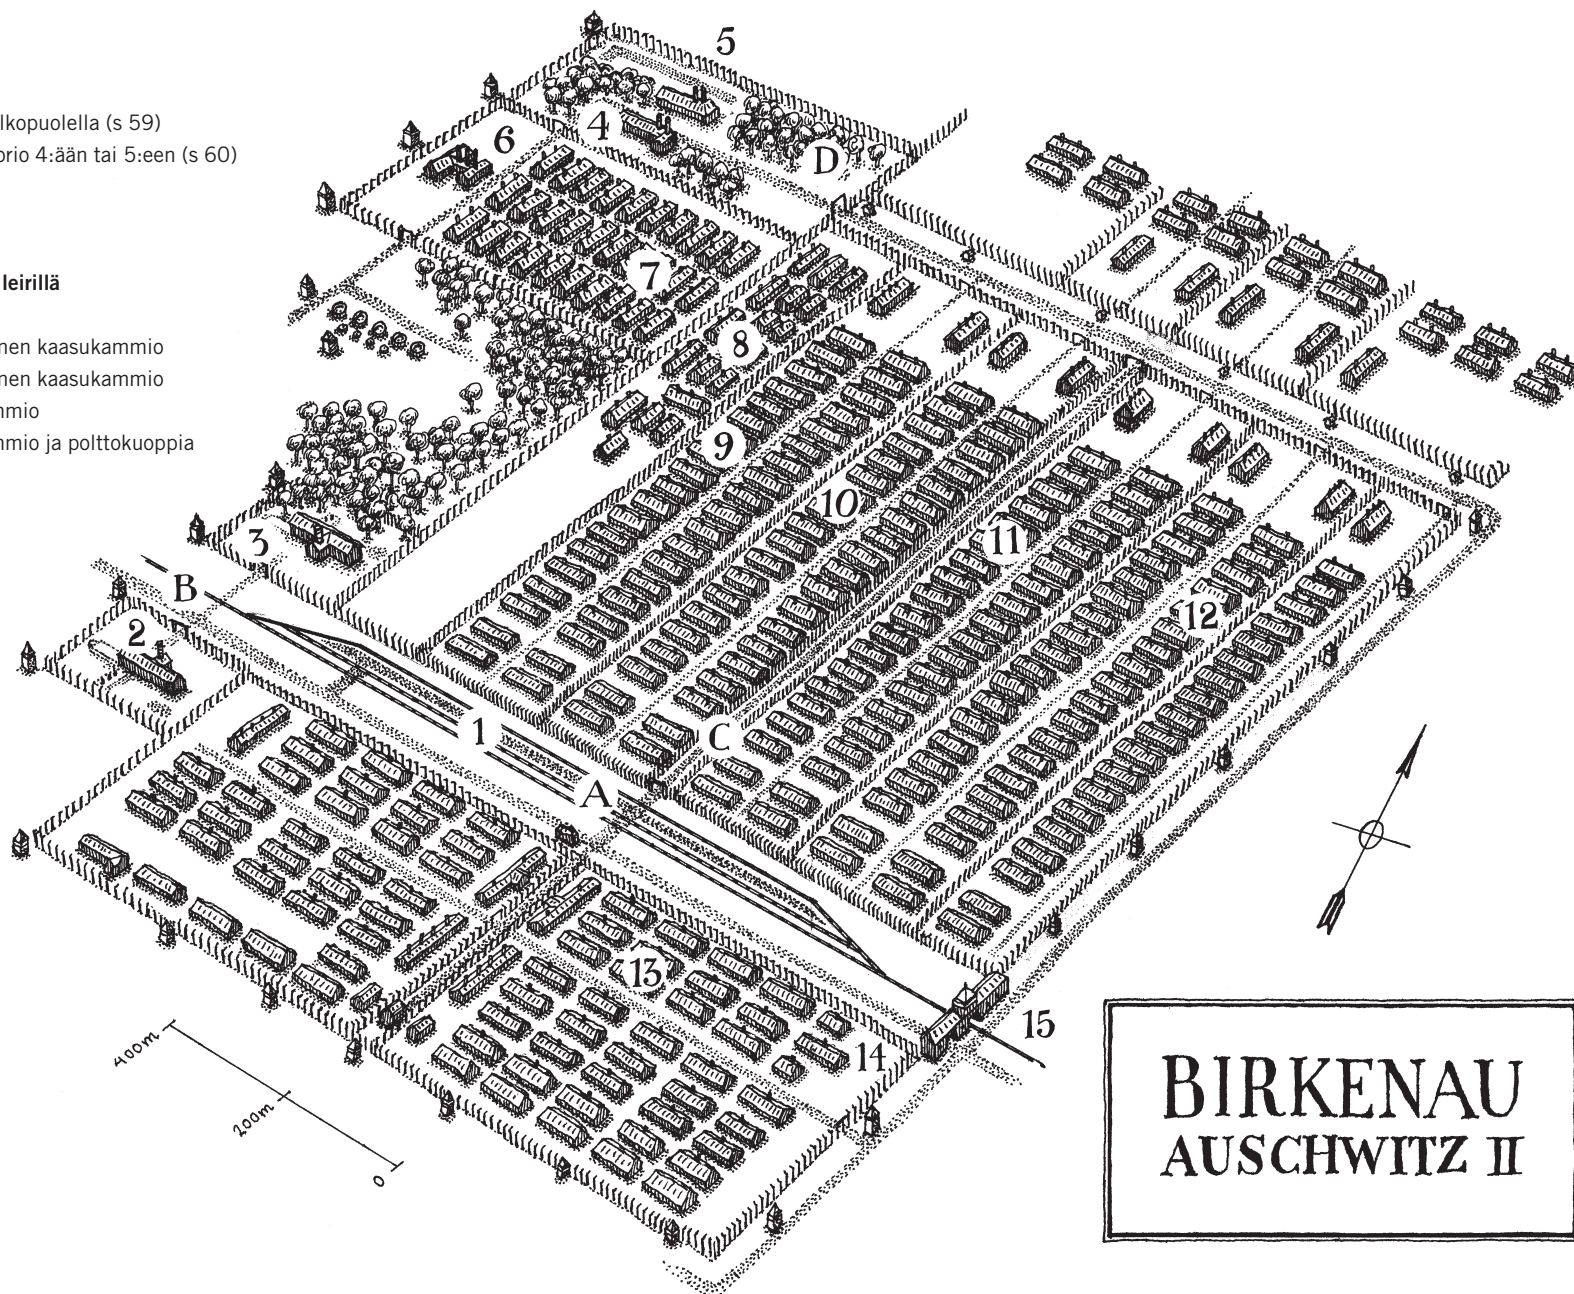 lkopuolella (s 59)
orio 4:ään tai 5:een (s 60)
leirillä
nen kaasukammio
nen kaasukammio
mmio
mmio ja polttokuoppia
5
4
6
D
7
8
9
10
3
11
B
2
12
1
C
A
13
15
14
400m
200m
0
BIRKENAU
AUSCHWITZ II